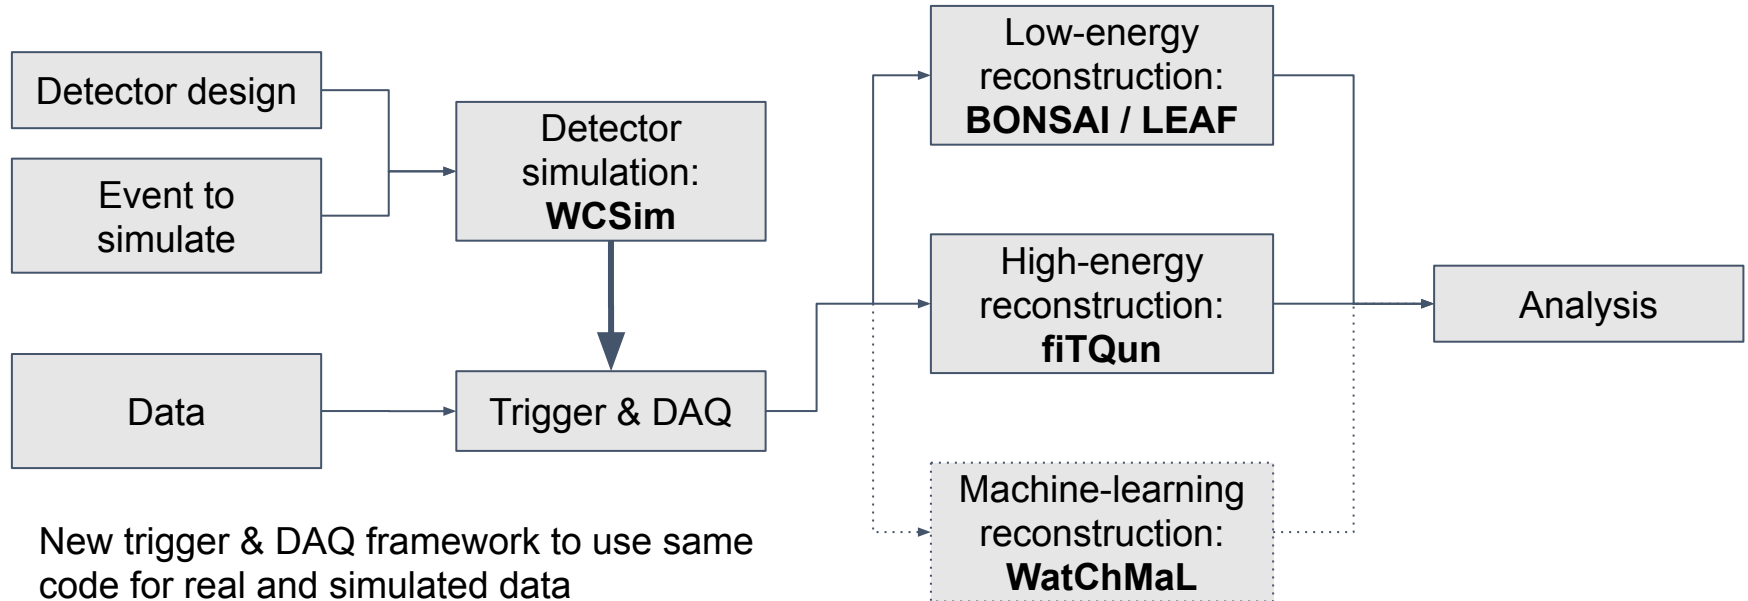 Detector design
Event to
simulate
Data
Detector
simulation:
WCSim
Trigger & DAQ
Low-energy
reconstruction:
BONSAI / LEAF
High-energy
reconstruction:
fiTQun
Machine-learning
reconstruction:
WatChMaL
Analysis
New trigger & DAQ framework to use same
code for real and simulated data